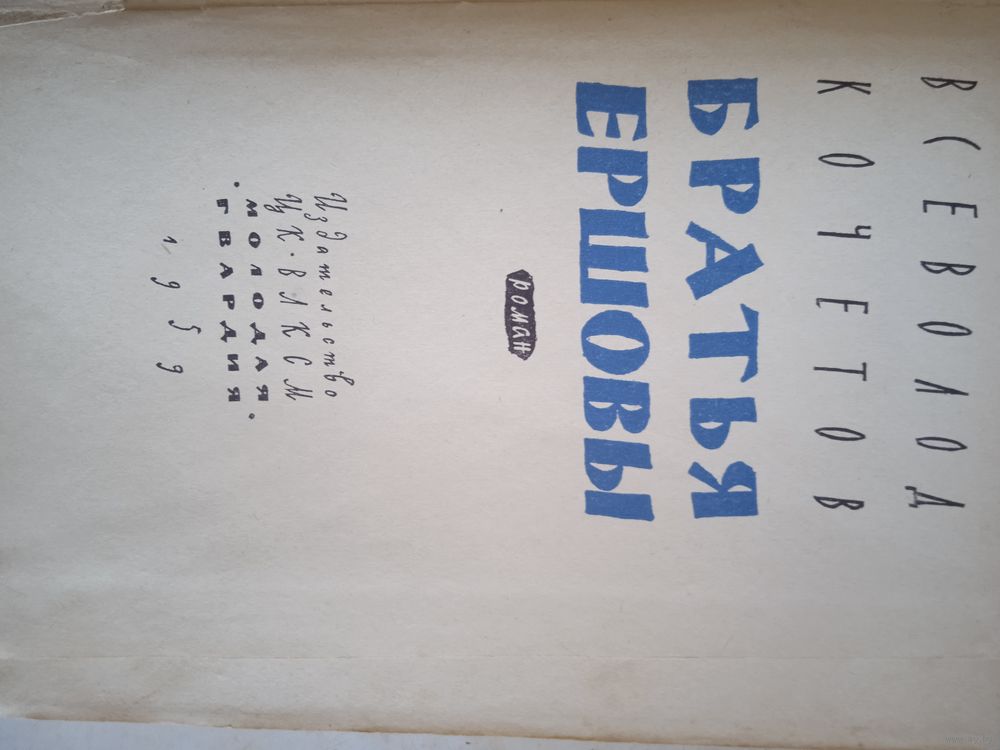 ВСЕВОЛОД
КОЧЕТОВ
БРАТЬЯ
ЕРШОВЫ
роман
Издательство
ЦК·ВЛКСМ
·МОЛОДАЯ
ГВАРДИЯ·
1959